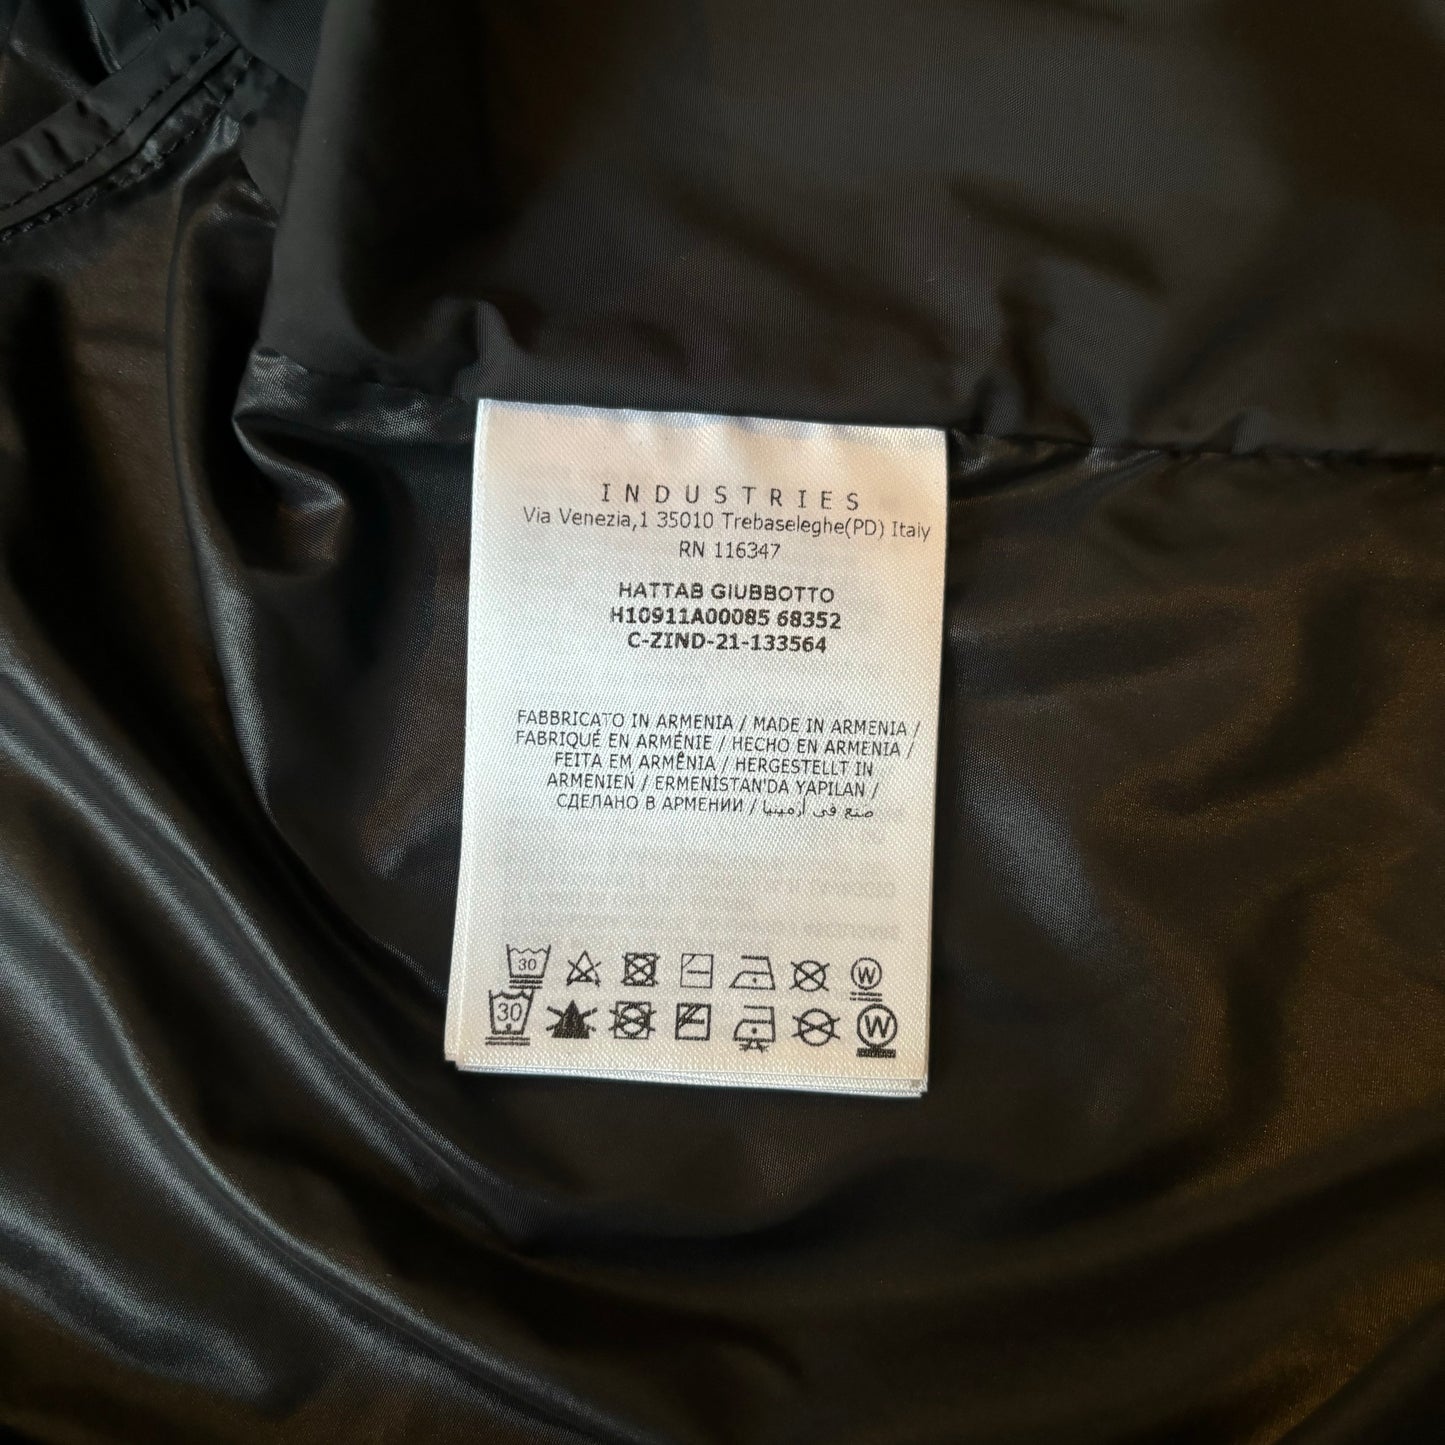 INDUSTRIES
Via Venezia,1 35010 Trebaseleghe(PD) Italy
RN 116347
HATTAB GIUBBOTTO
H10911A00085 68352
C-ZIND-21-133564
FABBRICATO IN ARMENIA / MADE IN ARMENIA /
FABRIQUÉ EN ARMÉNIE / HECHO EN ARMENIA /
FEITA EM ARMÊNIA / HERGESTELLT IN
ARMENIEN / ERMENİSTAN'DA YAPILAN /
СДЕЛАНО В АРМЕНИИ / صنع في أرمينيا
30 W
30 W